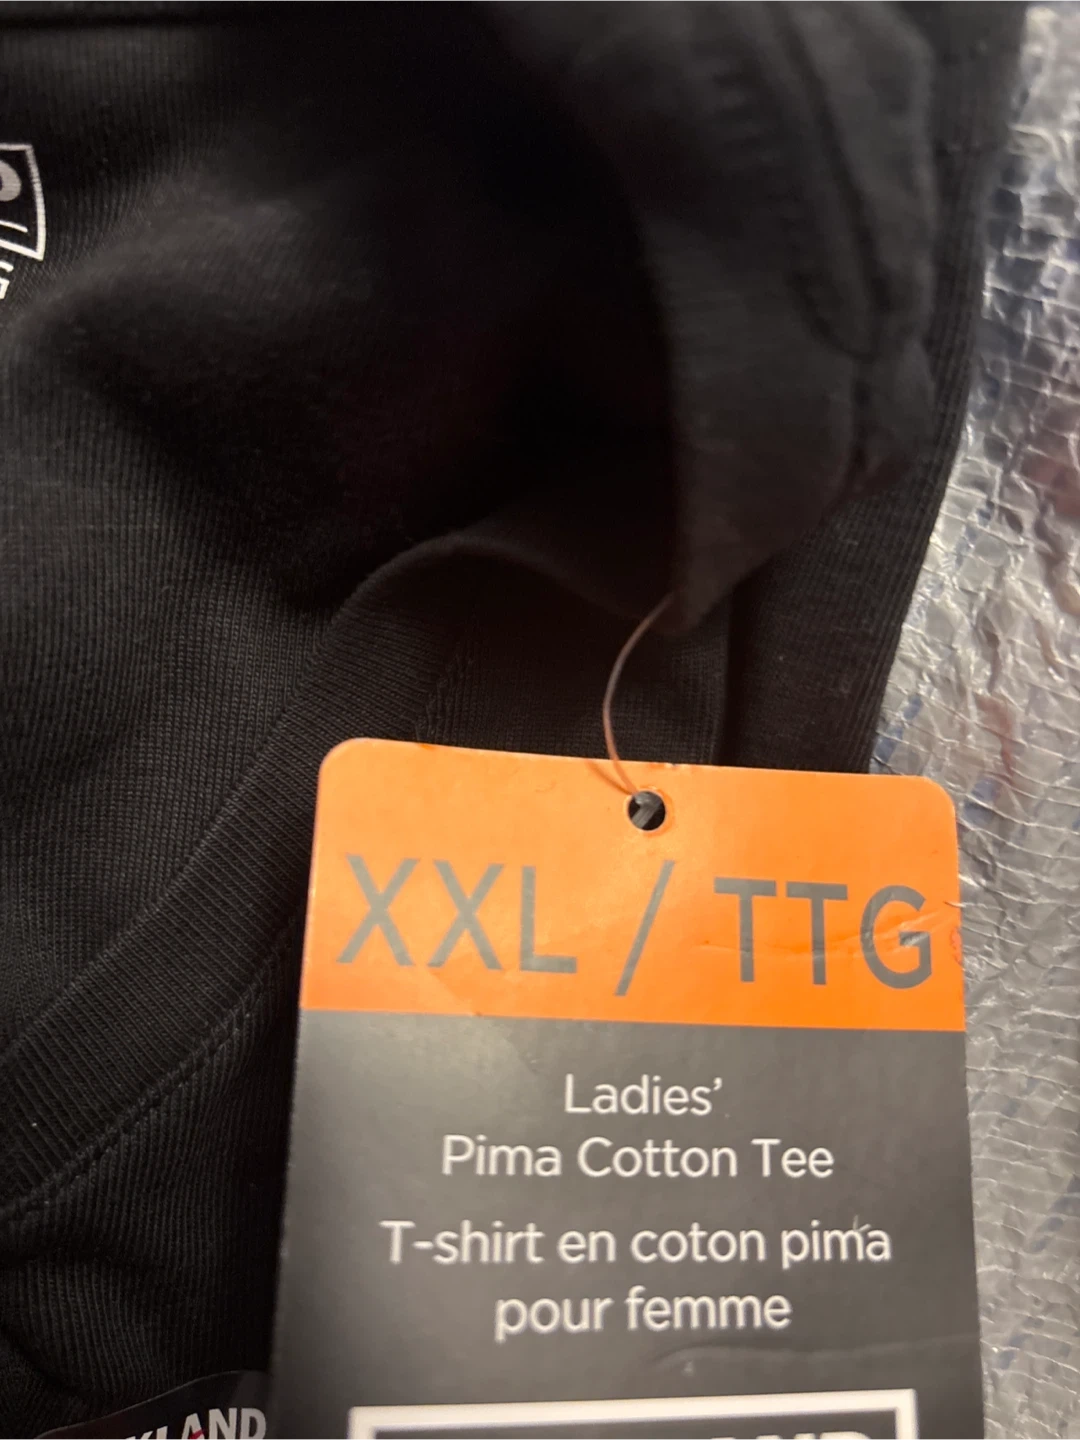 XXL / TTG
Ladies’
Pima Cotton Tee
T-shirt en coton pima
pour femme